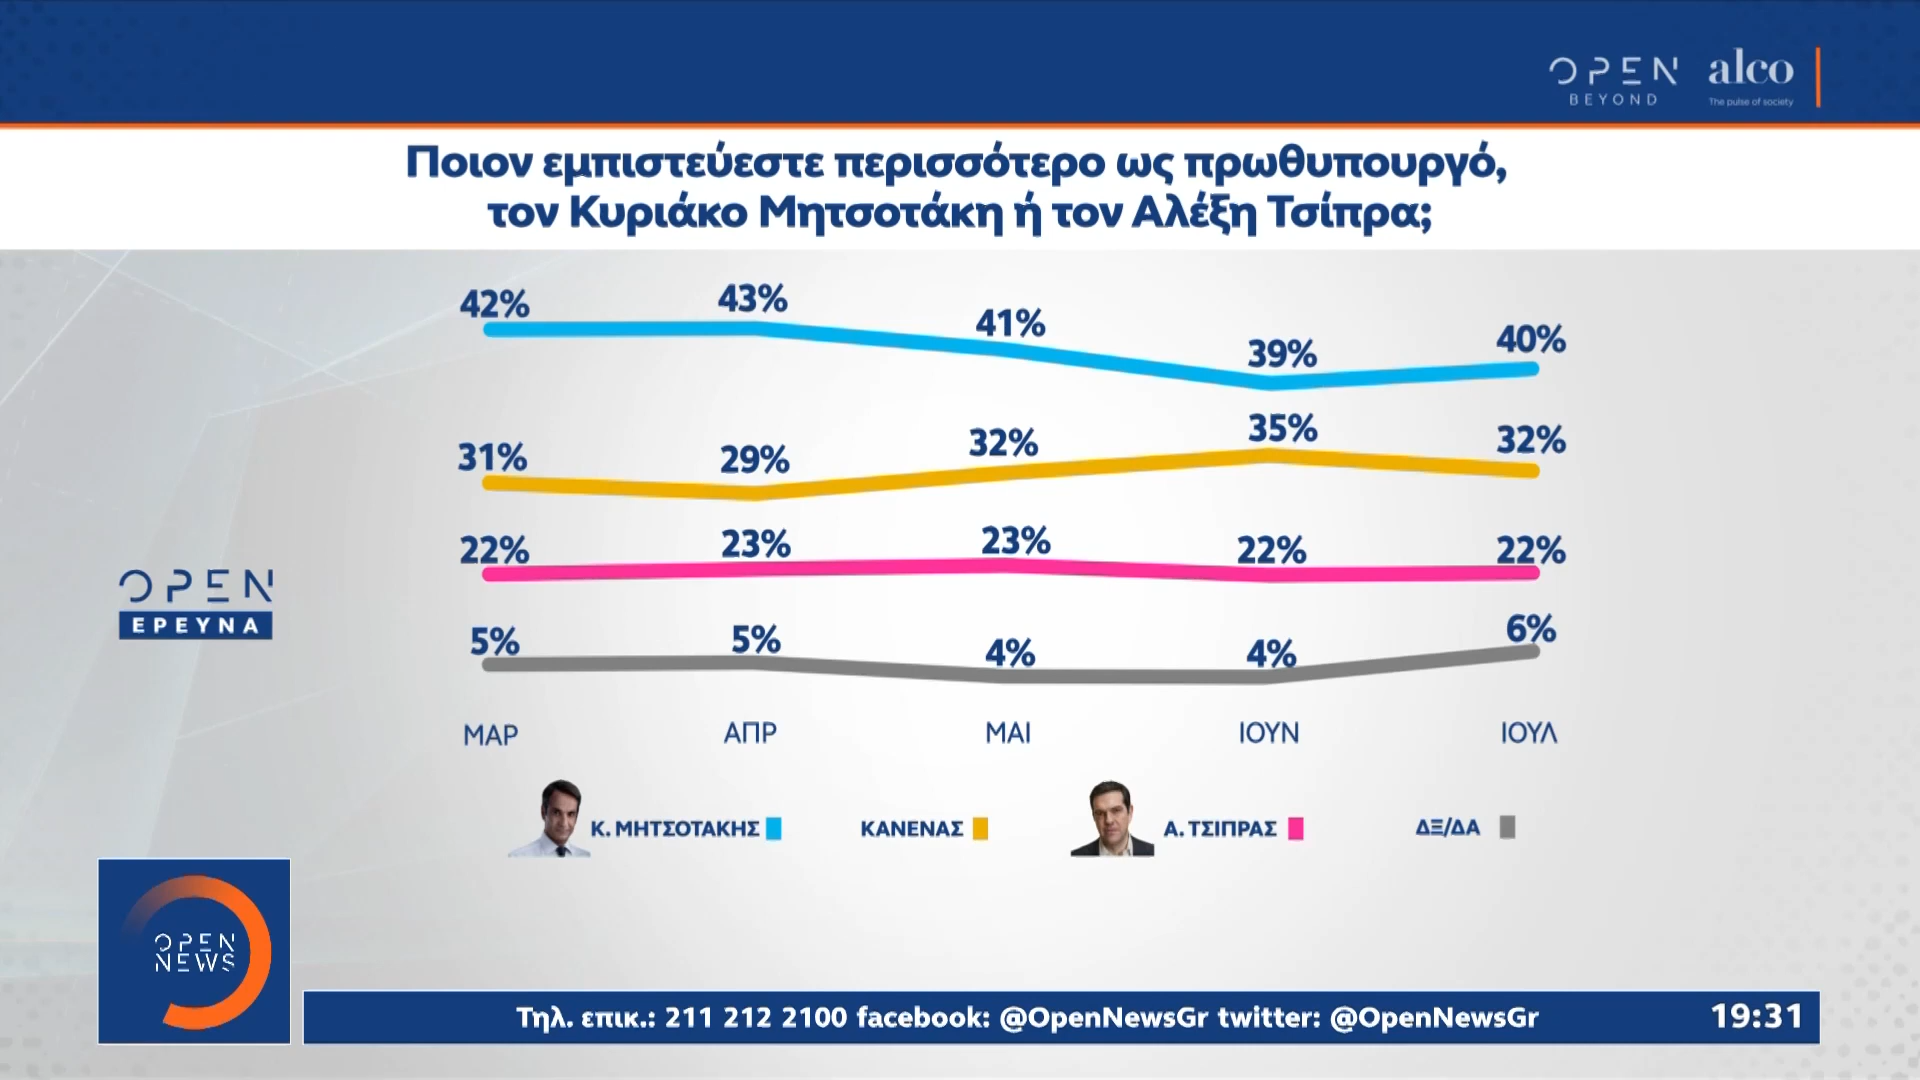 OPEN
BEYOND
alco
The pulse of society
Ποιον εμπιστεύεστε περισσότερο ως πρωθυπουργό,
τον Κυριάκο Μητσοτάκη ή τον Αλέξη Τσίπρα;
42% 43% 41% 39% 40%
31% 29% 32% 35% 32%
22% 23% 23% 22% 22%
5% 5% 4% 4% 6%
OPEN
ΕΡΕΥΝΑ
ΜΑΡ ΑΠΡ ΜΑΙ ΙΟΥΝ ΙΟΥΛ
Κ. ΜΗΤΣΟΤΑΚΗΣ ΚΑΝΕΝΑΣ Α. ΤΣΙΠΡΑΣ ΔΞ/ΔΑ
OPEN
NEWS
Τηλ. επικ.: 211 212 2100 facebook: @OpenNewsGr twitter: @OpenNewsGr 19:31